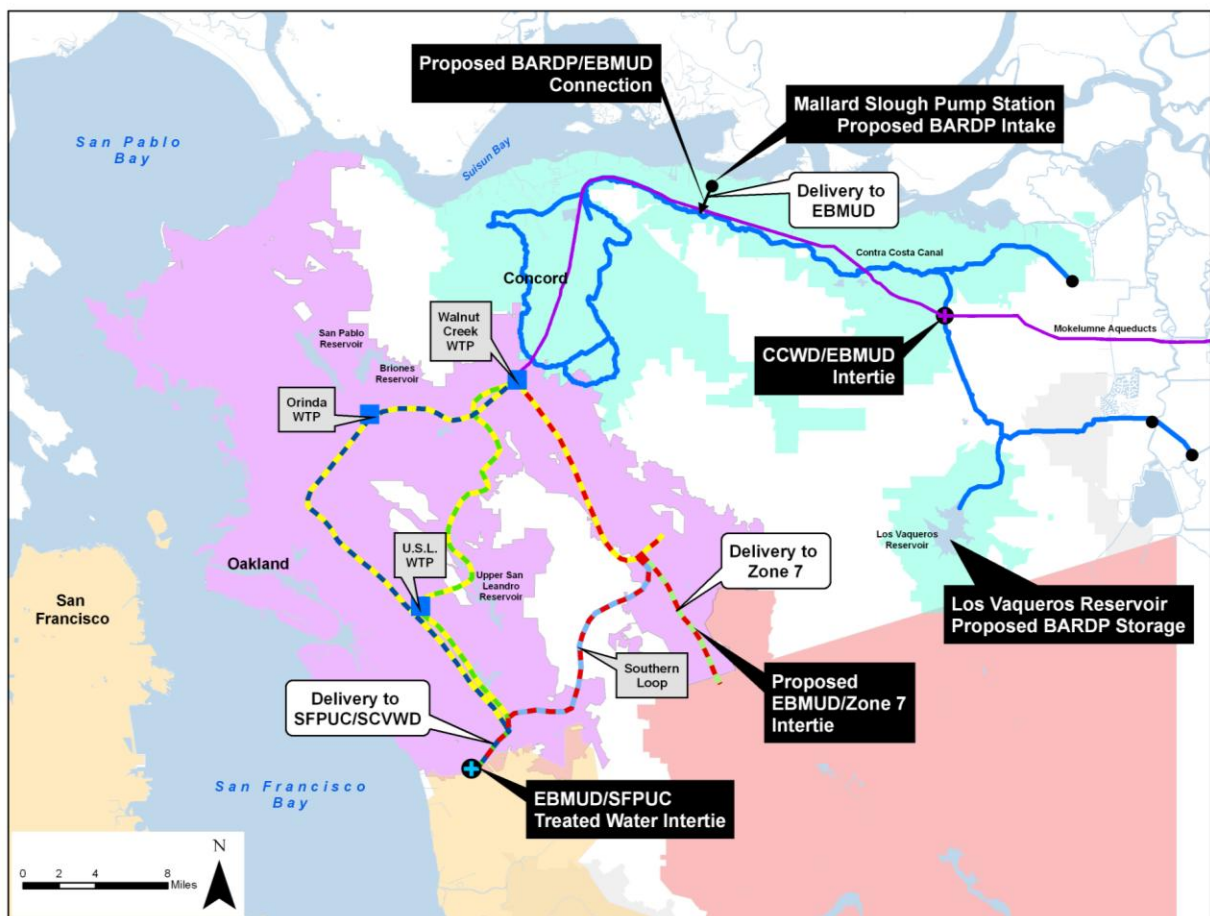 Proposed BARDP/EBMUD
Connection
Mallard Slough Pump Station
Proposed BARDP Intake
San Pablo
Bay
Suisun Bay
Delivery to
EBMUD
Contra Costa Canal
Concord
Walnut
Creek
WTP
San Pablo
Reservoir
Briones
Reservoir
Mokelumne Aqueducts
CCWD/EBMUD
Intertie
Orinda
WTP
Los Vaqueros
Reservoir
Oakland
U.S.L.
WTP
Upper San
Leandro
Reservoir
Delivery to
Zone 7
San
Francisco
Los Vaqueros Reservoir
Proposed BARDP Storage
Southern
Loop
Proposed
EBMUD/Zone 7
Intertie
Delivery to
SFPUC/SCVWD
San Francisco
Bay
EBMUD/SFPUC
Treated Water Intertie
N
0 2 4 8
Miles